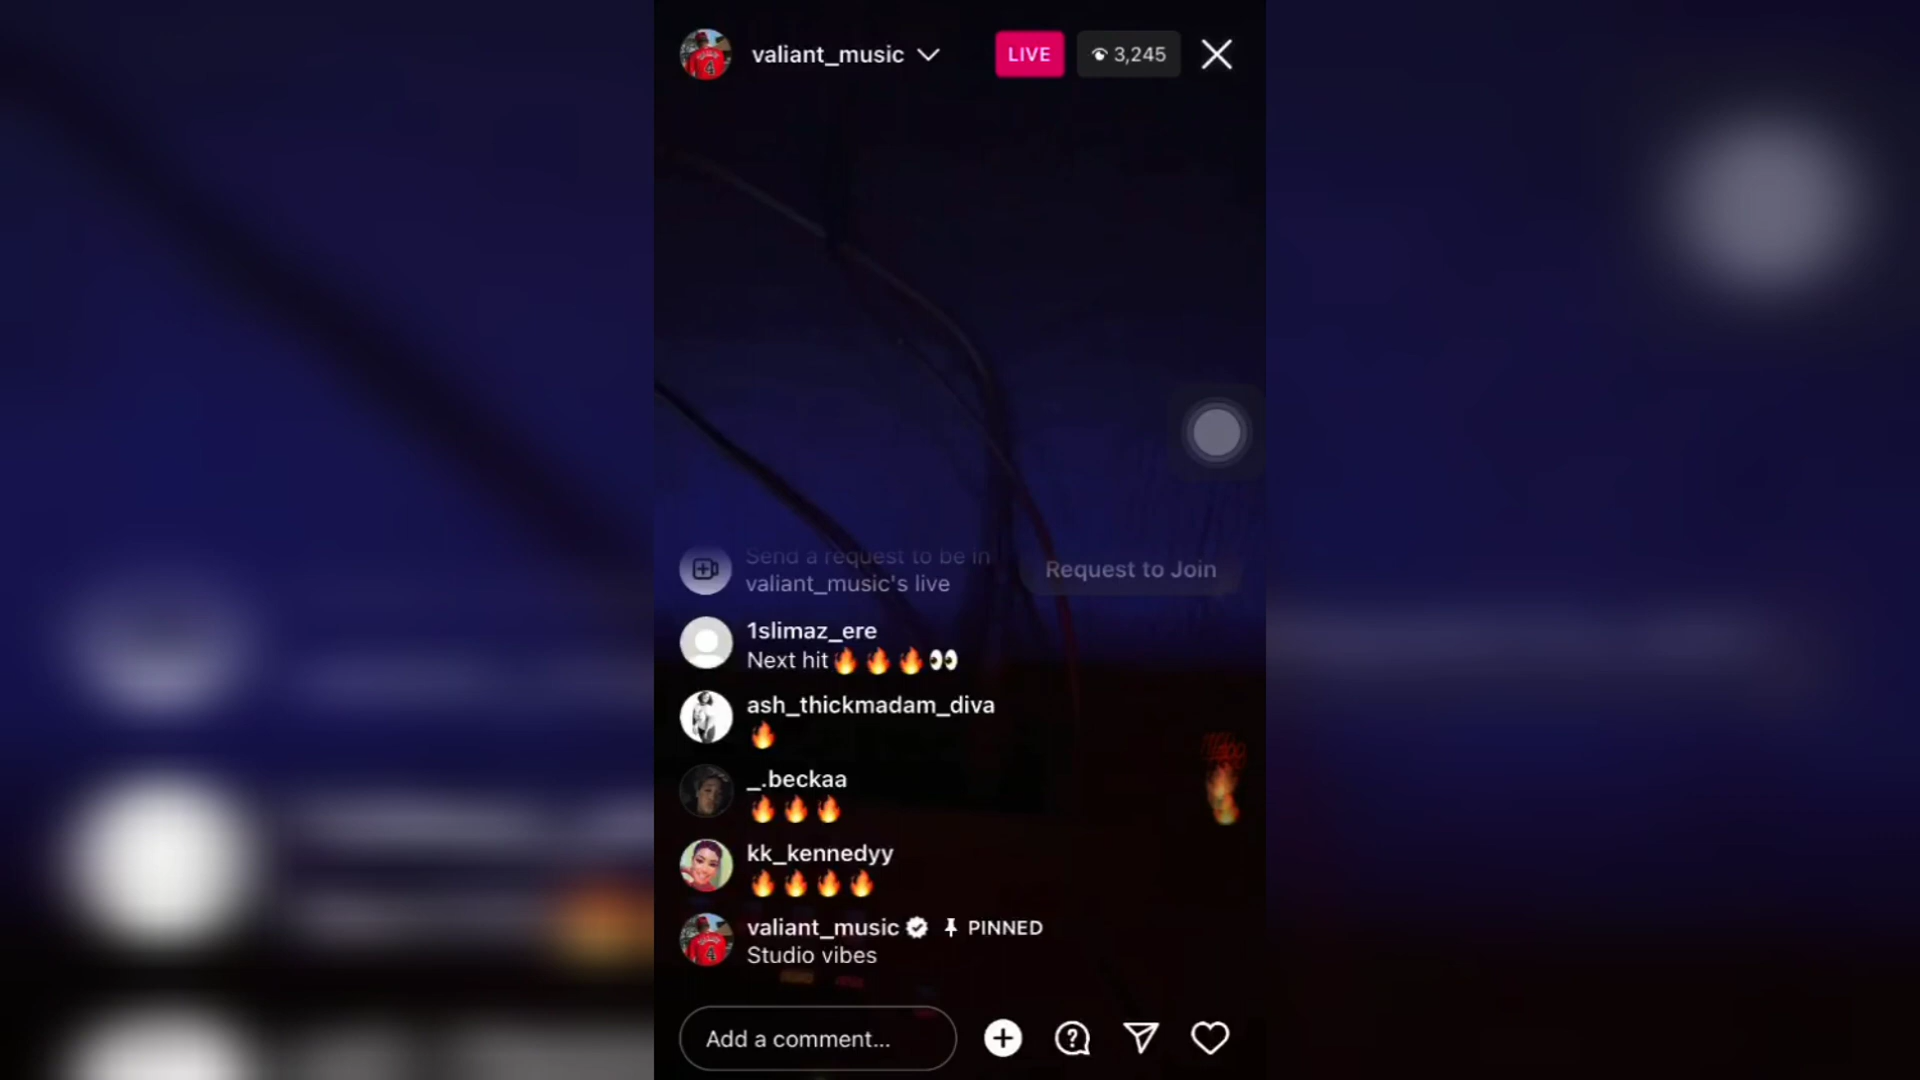 valiant_music
LIVE
3,245
Send a request to be in
valiant_music's live
Request to Join
1slimaz_ere
Next hit🔥🔥🔥👀
ash_thickmadam_diva
🔥
_.beckaa
🔥🔥🔥
kk_kennedyy
🔥🔥🔥🔥
valiant_music PINNED
Studio vibes
Add a comment...